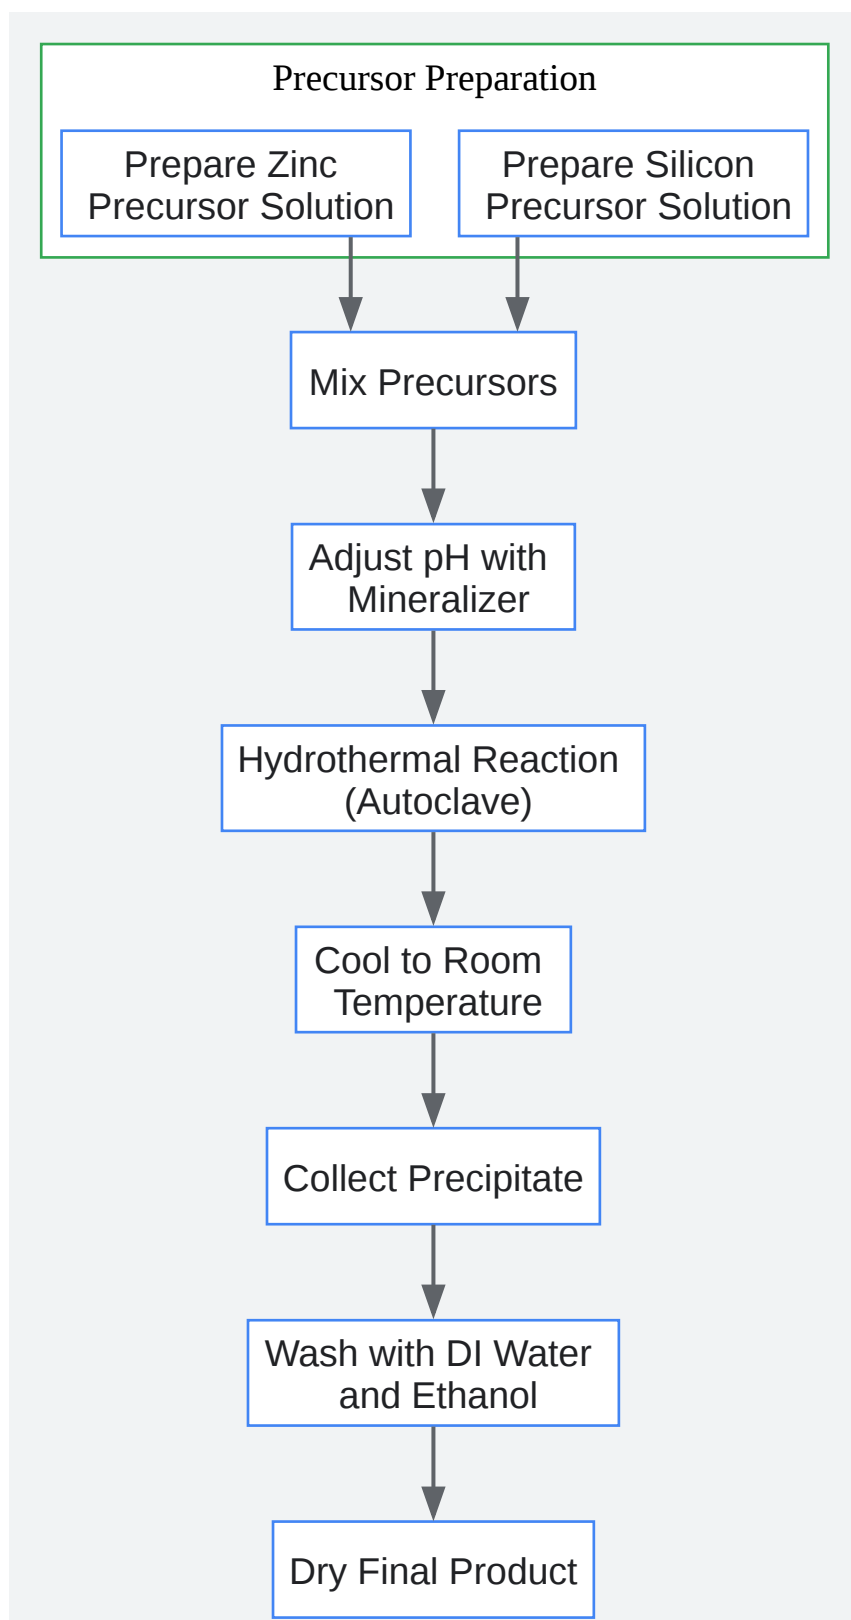 Precursor Preparation
Prepare Zinc
Precursor Solution
Prepare Silicon
Precursor Solution
Mix Precursors
Adjust pH with
Mineralizer
Hydrothermal Reaction
(Autoclave)
Cool to Room
Temperature
Collect Precipitate
Wash with DI Water
and Ethanol
Dry Final Product